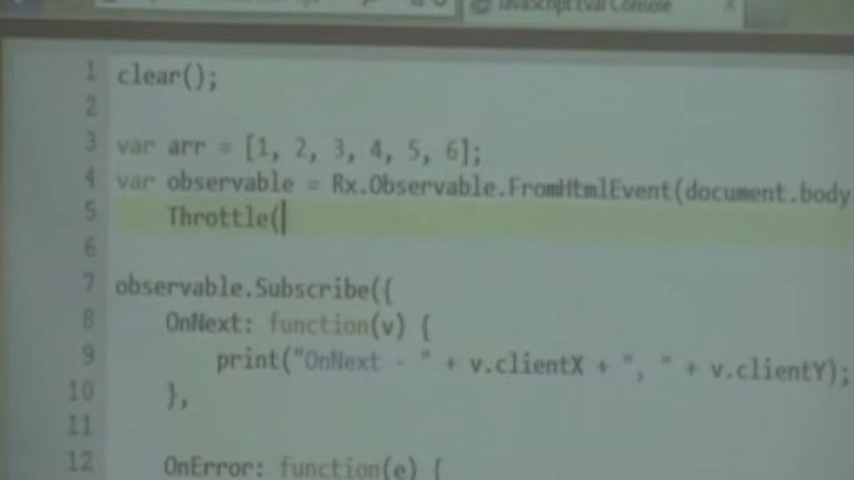 JavaScript Eval Console
1 clear();
2
3 var arr = [1, 2, 3, 4, 5, 6];
4 var observable = Rx.Observable.FromHtmlEvent(document.body
5 Throttle(
6
7 observable.Subscribe({
8 OnNext: function(v) {
9 print("OnNext - " + v.clientX + ", " + v.clientY);
10 },
11
12 OnError: function(e) {